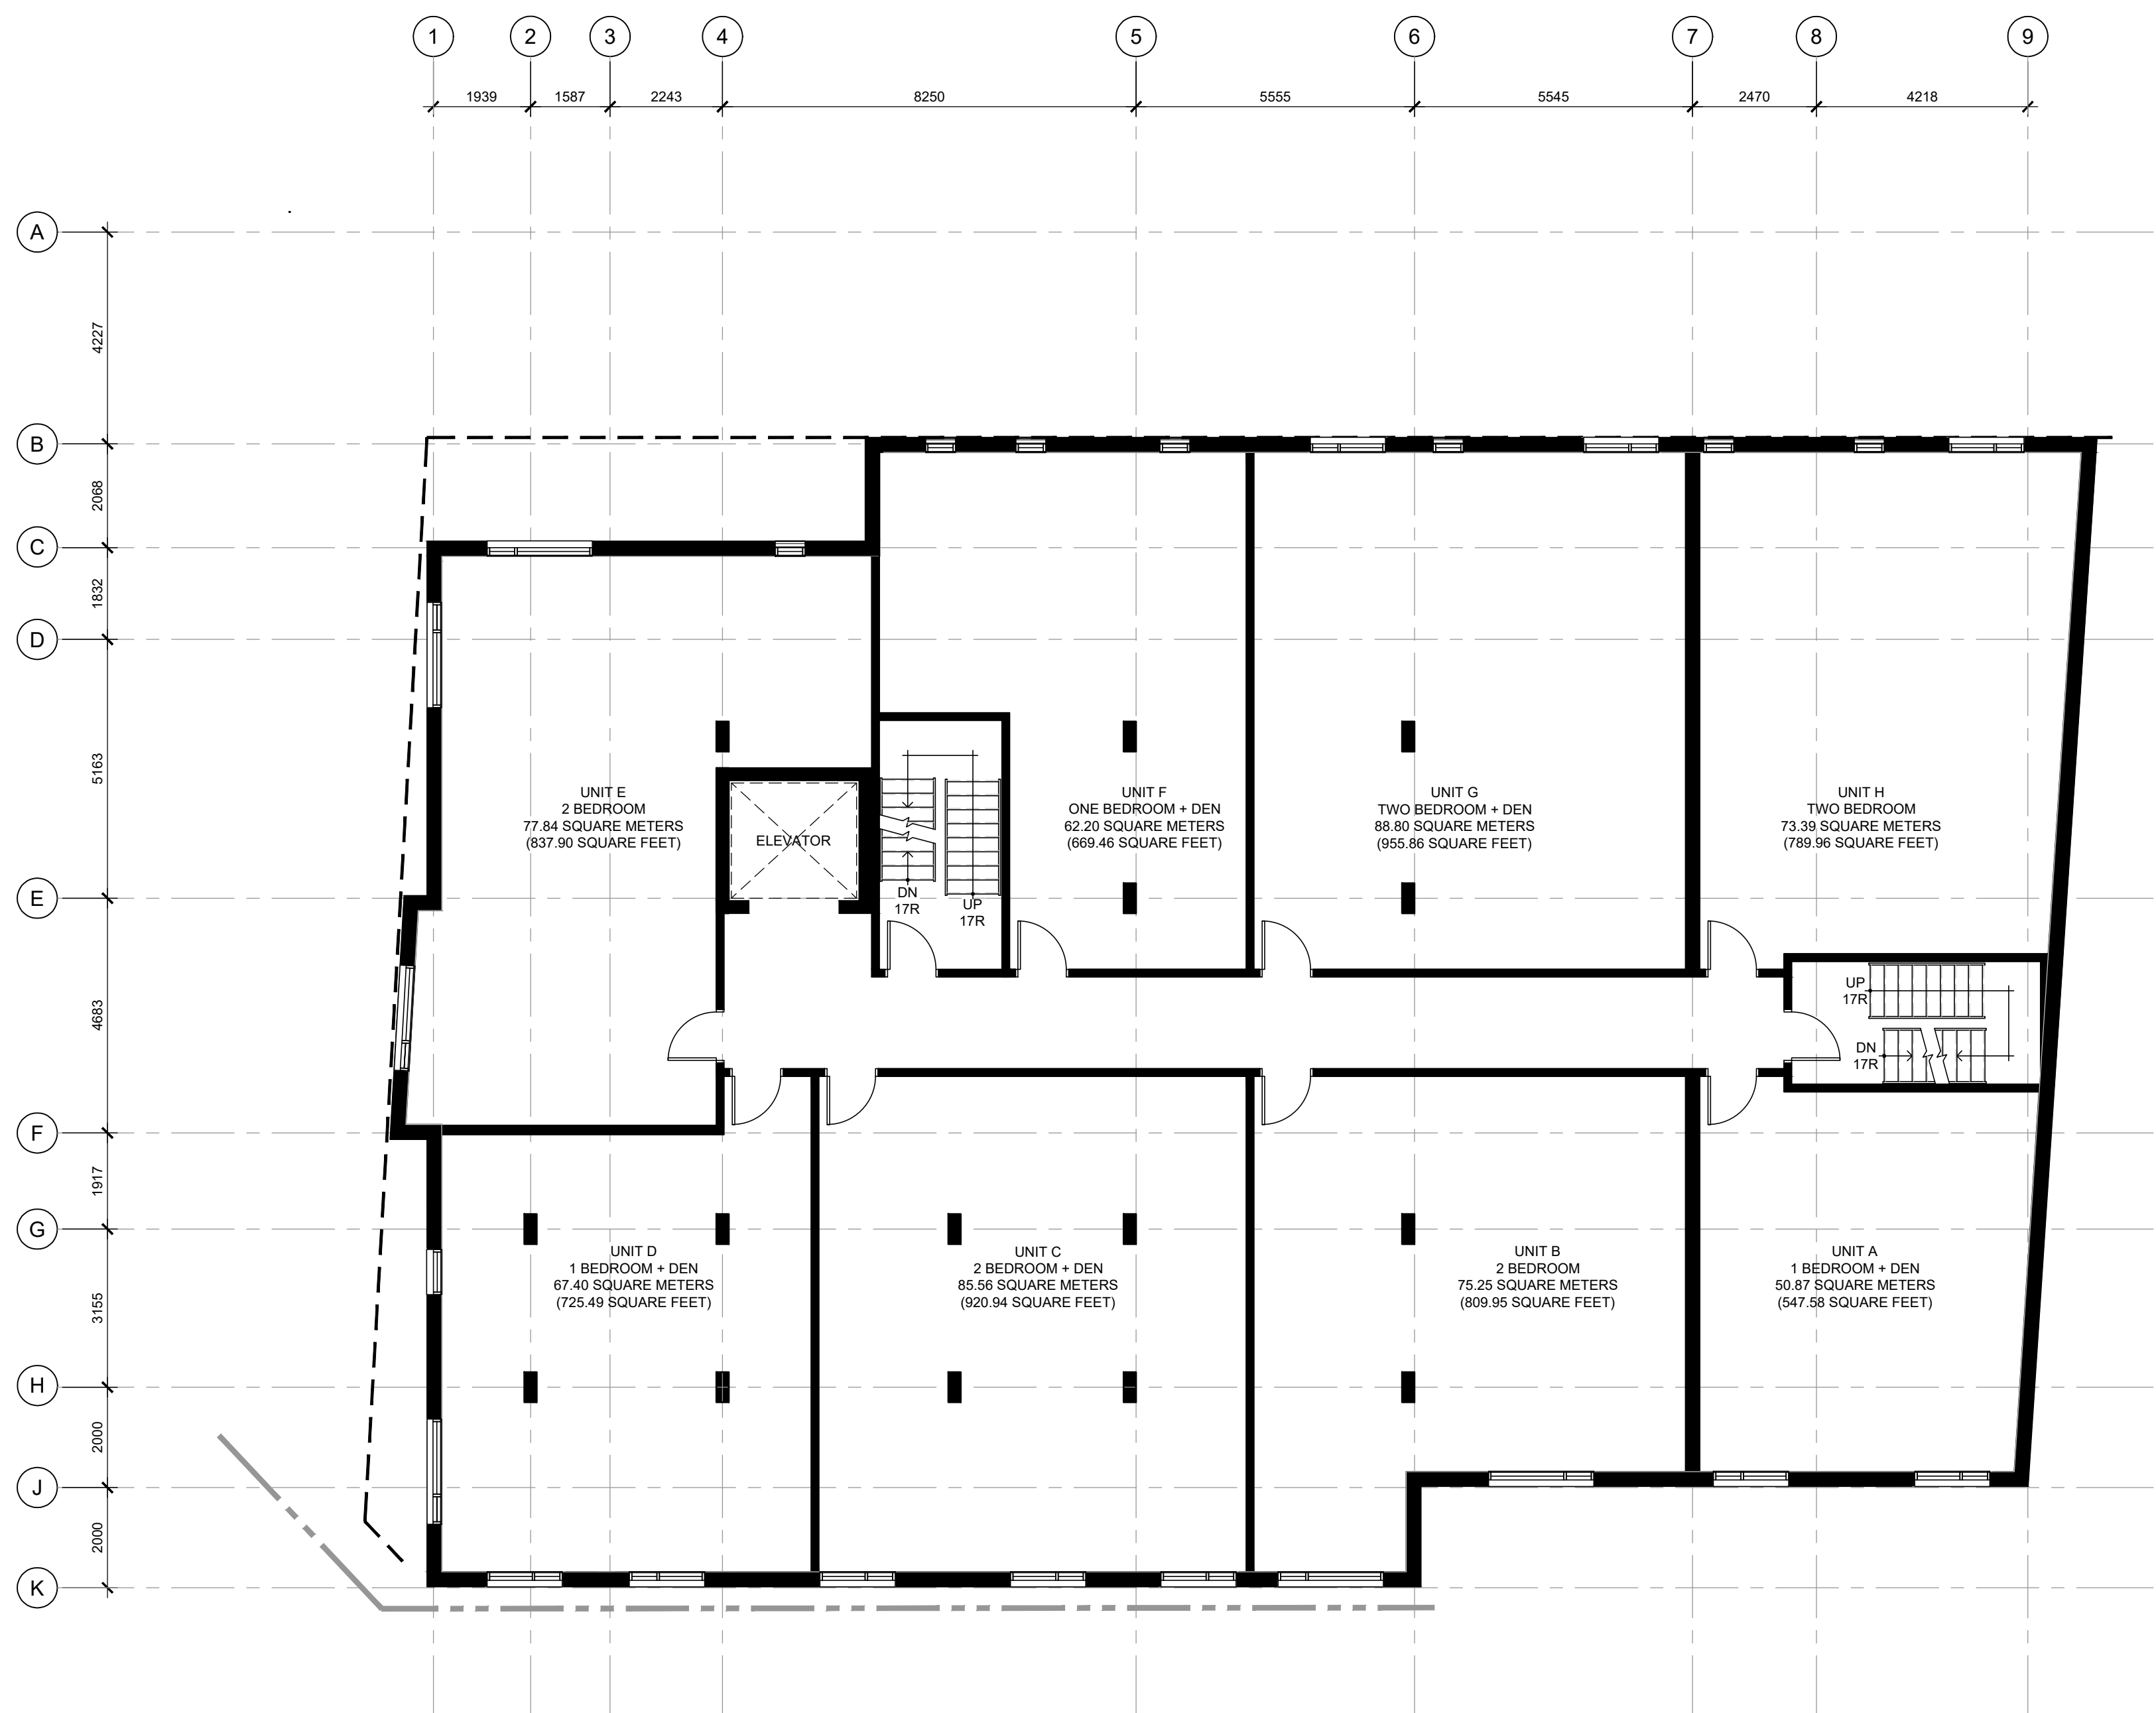 1
2
3
4
5
6
7
8
9
1939
1587
2243
8250
5555
5545
2470
4218
A
4227
B
2068
C
1832
D
5163
E
4683
F
1917
G
3155
H
2000
J
2000
K
UNIT E
2 BEDROOM
77.84 SQUARE METERS
(837.90 SQUARE FEET)
ELEVATOR
DN
17R
UP
17R
UNIT F
ONE BEDROOM + DEN
62.20 SQUARE METERS
(669.46 SQUARE FEET)
UNIT G
TWO BEDROOM + DEN
88.80 SQUARE METERS
(955.86 SQUARE FEET)
UNIT H
TWO BEDROOM
73.39 SQUARE METERS
(789.96 SQUARE FEET)
UP
17R
DN
17R
UNIT D
1 BEDROOM + DEN
67.40 SQUARE METERS
(725.49 SQUARE FEET)
UNIT C
2 BEDROOM + DEN
85.56 SQUARE METERS
(920.94 SQUARE FEET)
UNIT B
2 BEDROOM
75.25 SQUARE METERS
(809.95 SQUARE FEET)
UNIT A
1 BEDROOM + DEN
50.87 SQUARE METERS
(547.58 SQUARE FEET)